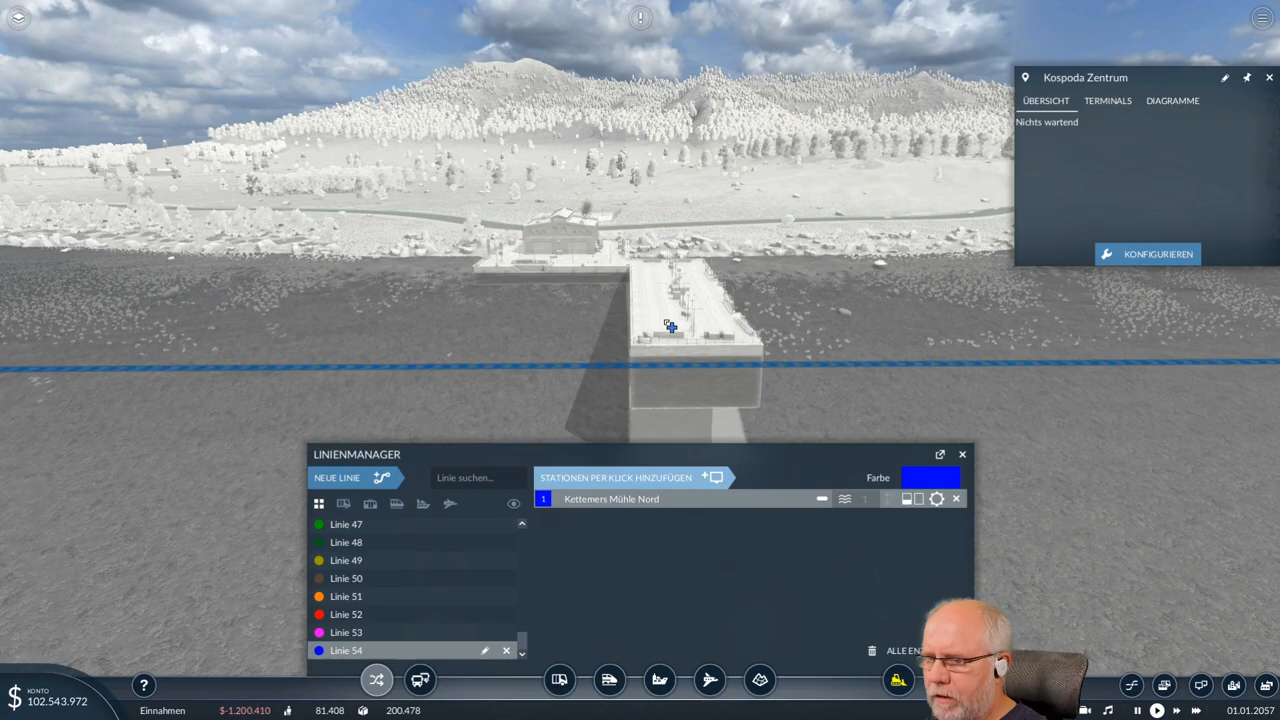 Kospoda Zentrum
ÜBERSICHT TERMINALS DIAGRAMME
Nichts wartend
KONFIGURIEREN
LINIENMANAGER
NEUE LINIE
Linie suchen...
STATIONEN PER KLICK HINZUFÜGEN
Farbe
1 Kettemers Mühle Nord 1
Linie 47
Linie 48
Linie 49
Linie 50
Linie 51
Linie 52
Linie 53
Linie 54
ALLE
?
$ KONTO
102.543.972
Einnahmen $-1.200.410 81.408 200.478
01.01.2057